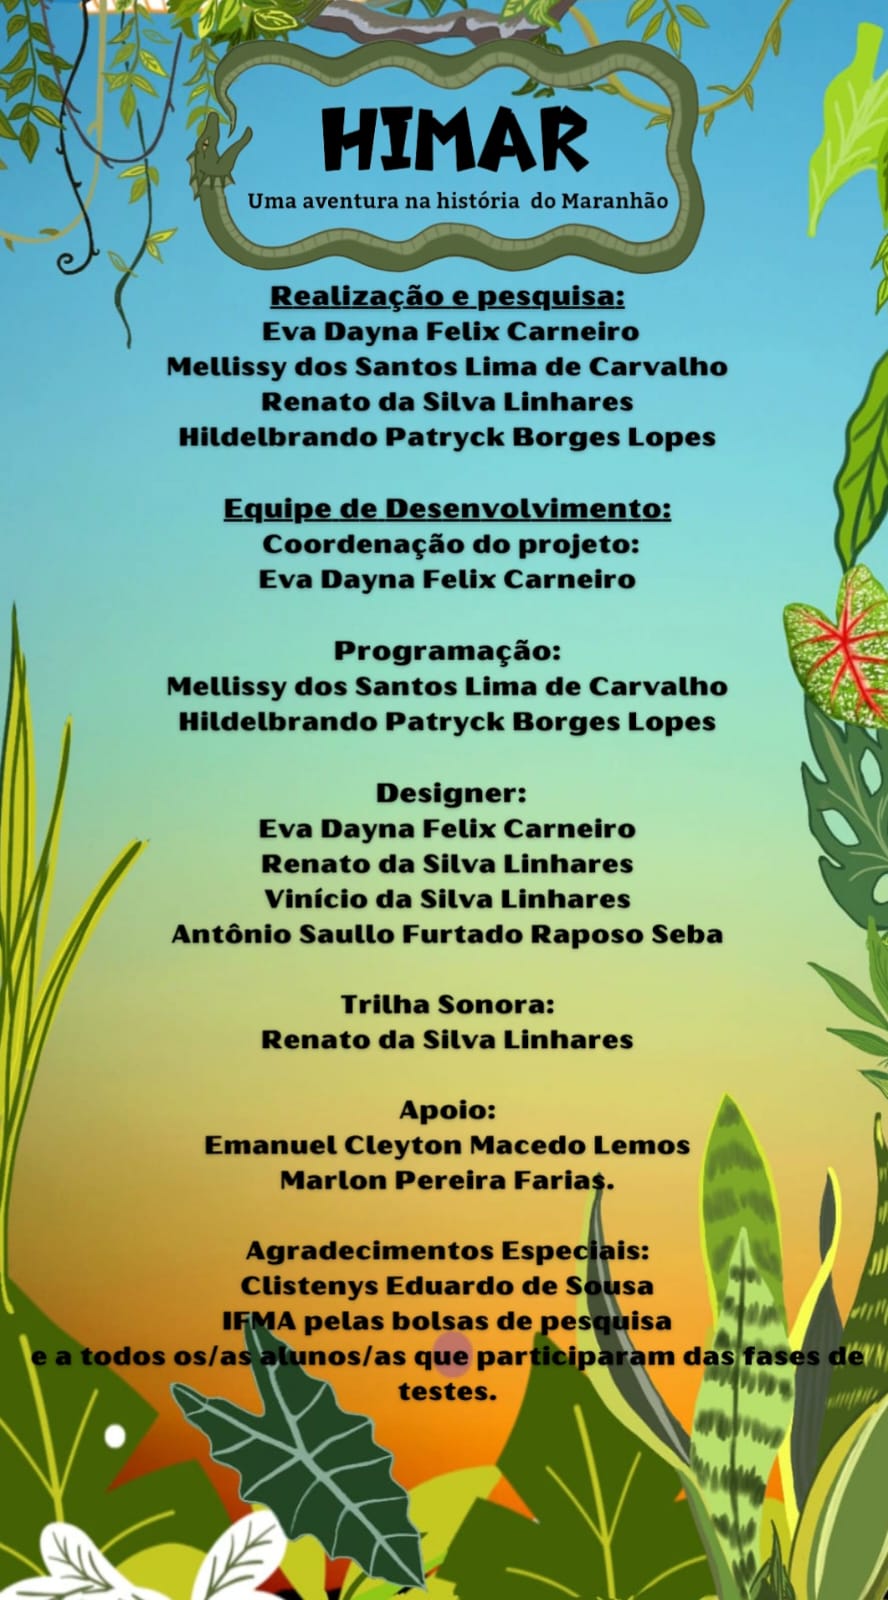 HIMAR
Uma aventura na história do Maranhão
Realização e pesquisa:
Eva Dayna Felix Carneiro
Mellissy dos Santos Lima de Carvalho
Renato da Silva Linhares
Hildelbrando Patryck Borges Lopes
Equipe de Desenvolvimento:
Coordenação do projeto:
Eva Dayna Felix Carneiro
Programação:
Mellissy dos Santos Lima de Carvalho
Hildelbrando Patryck Borges Lopes
Designer:
Eva Dayna Felix Carneiro
Renato da Silva Linhares
Vinício da Silva Linhares
Antônio Saullo Furtado Raposo Seba
Trilha Sonora:
Renato da Silva Linhares
Apoio:
Emanuel Cleyton Macedo Lemos
Marlon Pereira Farias.
Agradecimentos Especiais:
Clistenys Eduardo de Sousa
IFMA pelas bolsas de pesquisa
e a todos os/as alunos/as que participaram das fases de
testes.